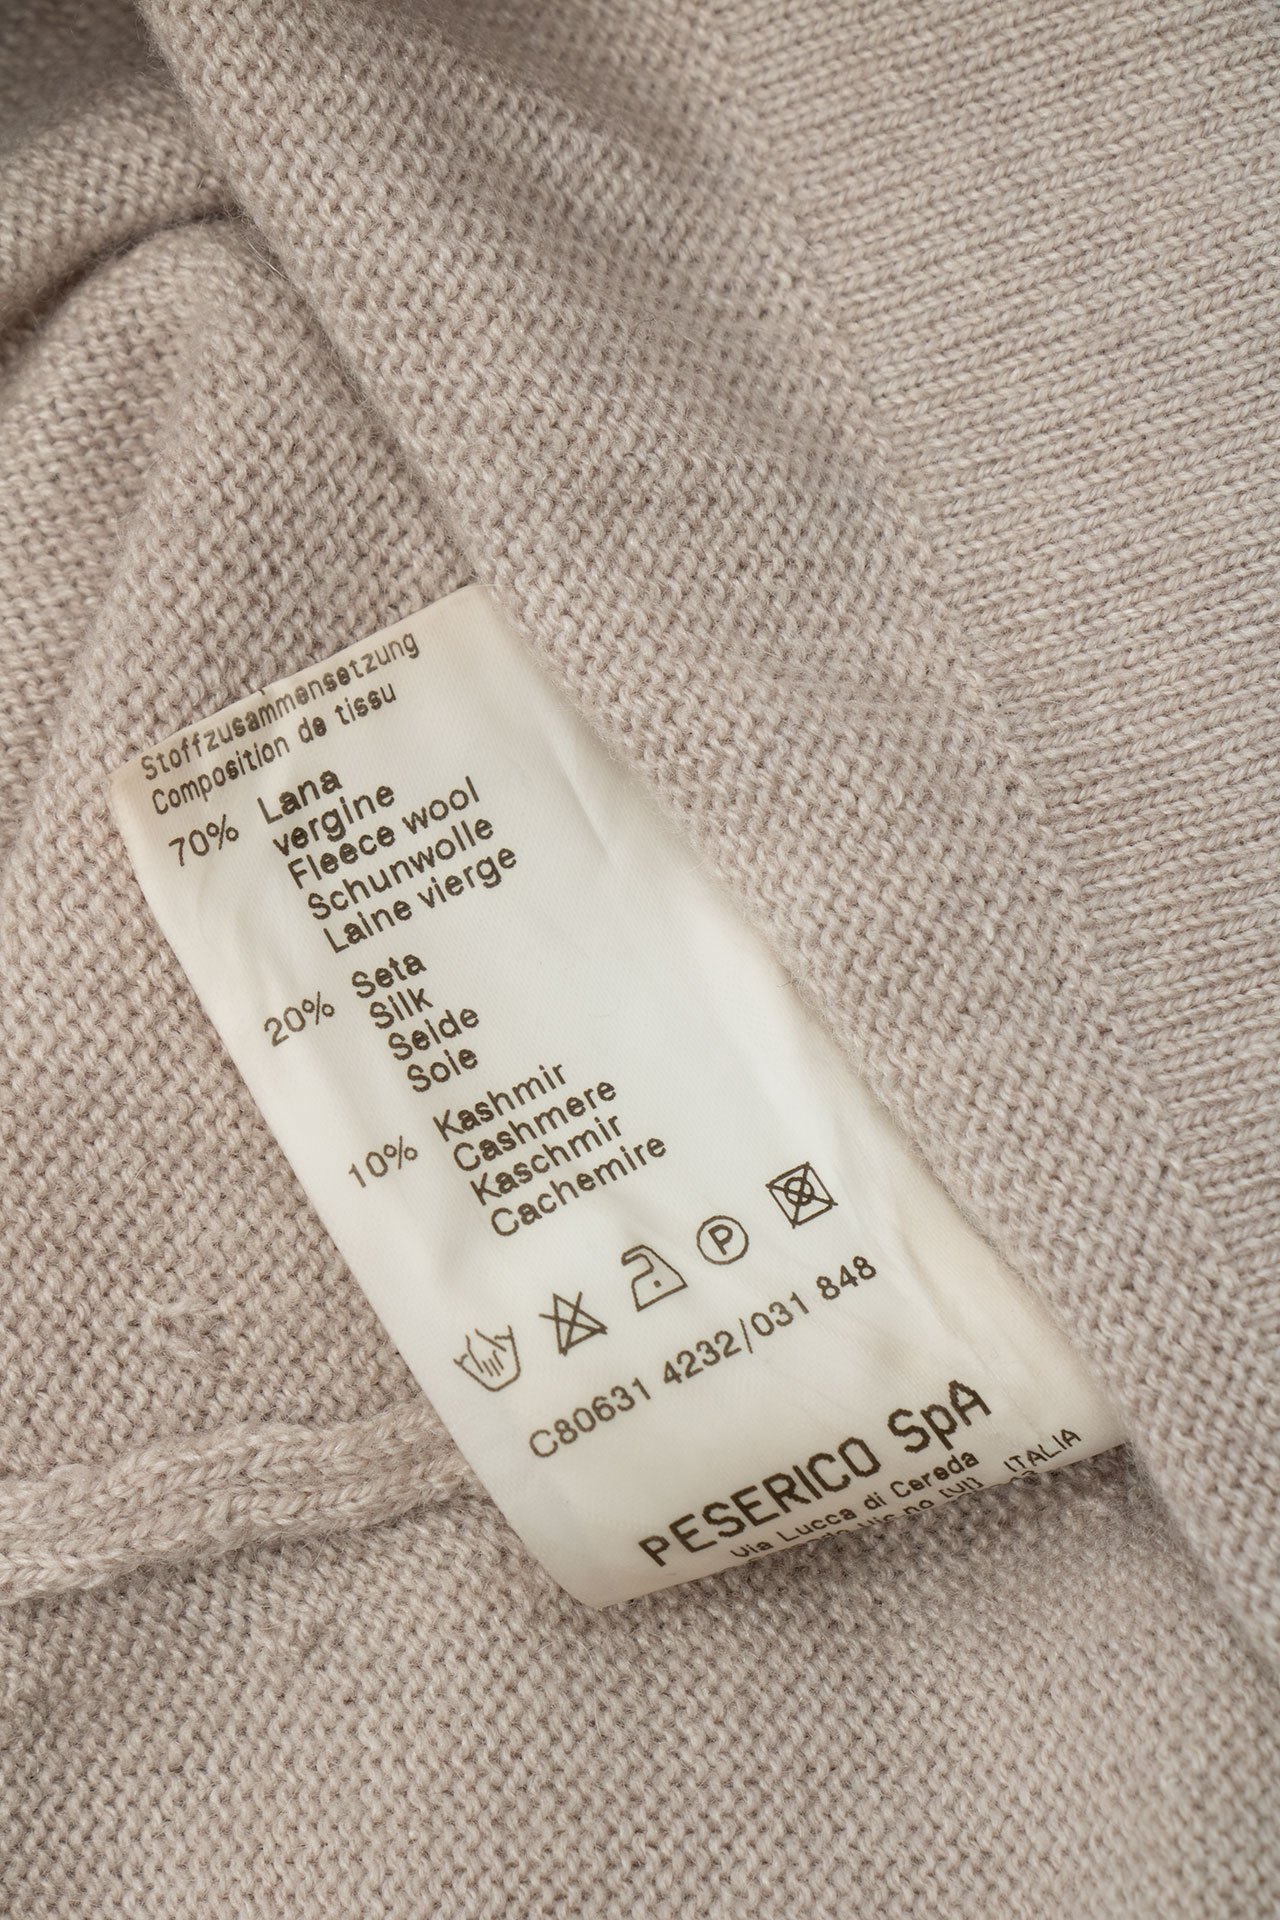 Stoffzusammensetzung
Composition de tissu
70% Lana
vergine
Fleece wool
Schunwolle
Laine vierge
20% Seta
Silk
Seide
Soie
10% Kashmir
Cashmere
Kaschmir
Cachemire
P
C80631 4232/031 848
PESERICO SpA
Via Lucca di Cereda
ITALIA